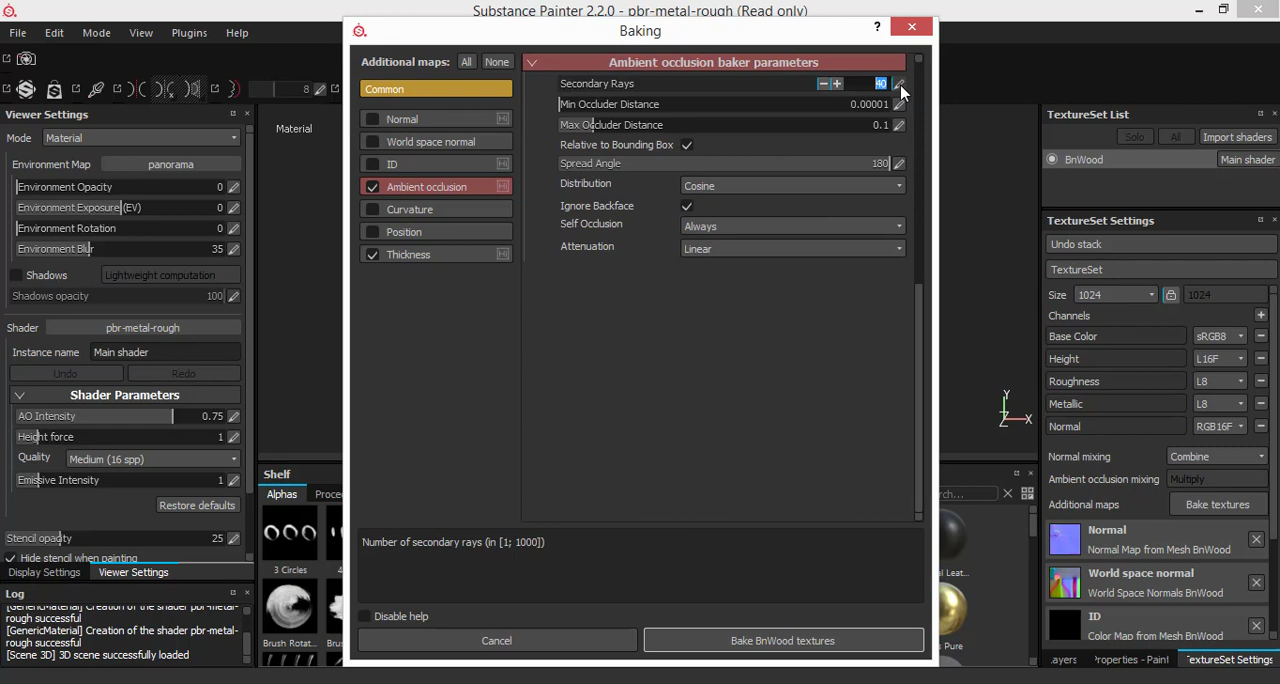 Substance Painter 2.2.0 - pbr-metal-rough (Read only)
File Edit Mode View Plugins Help
8
Viewer Settings
Mode Material
Environment Map panorama
Environment Opacity 0
Environment Exposure (EV) 0
Environment Rotation 0
Environment Blur 35
Shadows Lightweight computation
Shadows opacity 100
Shader pbr-metal-rough
Instance name Main shader
Undo Redo
Shader Parameters
AO Intensity 0.75
Height force 1
Quality Medium (16 spp)
Emissive Intensity 1
Restore defaults
Stencil opacity 25
Hide stencil when painting
Display Settings Viewer Settings
Log
[GenericMaterial] Creation of the shader pbr-metal-
rough successful
[GenericMaterial] Creation of the shader pbr-metal-
rough successful
[Scene 3D] 3D scene successfully loaded
Material
Shelf
Alphas Proce
3 Circles
Brush Rotat...
Baking
?
Additional maps: All None
Common
Normal
World space normal
ID
Ambient occlusion
Curvature
Position
Thickness
Ambient occlusion baker parameters
Secondary Rays 40
Min Occluder Distance 0.00001
Max Occluder Distance 0.1
Relative to Bounding Box
Spread Angle 180
Distribution Cosine
Ignore Backface
Self Occlusion Always
Attenuation Linear
Number of secondary rays (in [1; 1000])
Disable help
Cancel Bake BnWood textures
Y
Z X
rch...
Leat...
s Pure
TextureSet List
Solo All Import shaders
BnWood Main shader
TextureSet Settings
Undo stack
TextureSet
Size 1024 1024
Channels
Base Color sRGB8
Height L16F
Roughness L8
Metallic L8
Normal RGB16F
Normal mixing Combine
Ambient occlusion mixing Multiply
Additional maps Bake textures
Normal
Normal Map from Mesh BnWood
World space normal
World Space Normals BnWood
ID
Color Map from Mesh BnWood
ayers roperties - Paint extureSet Settings